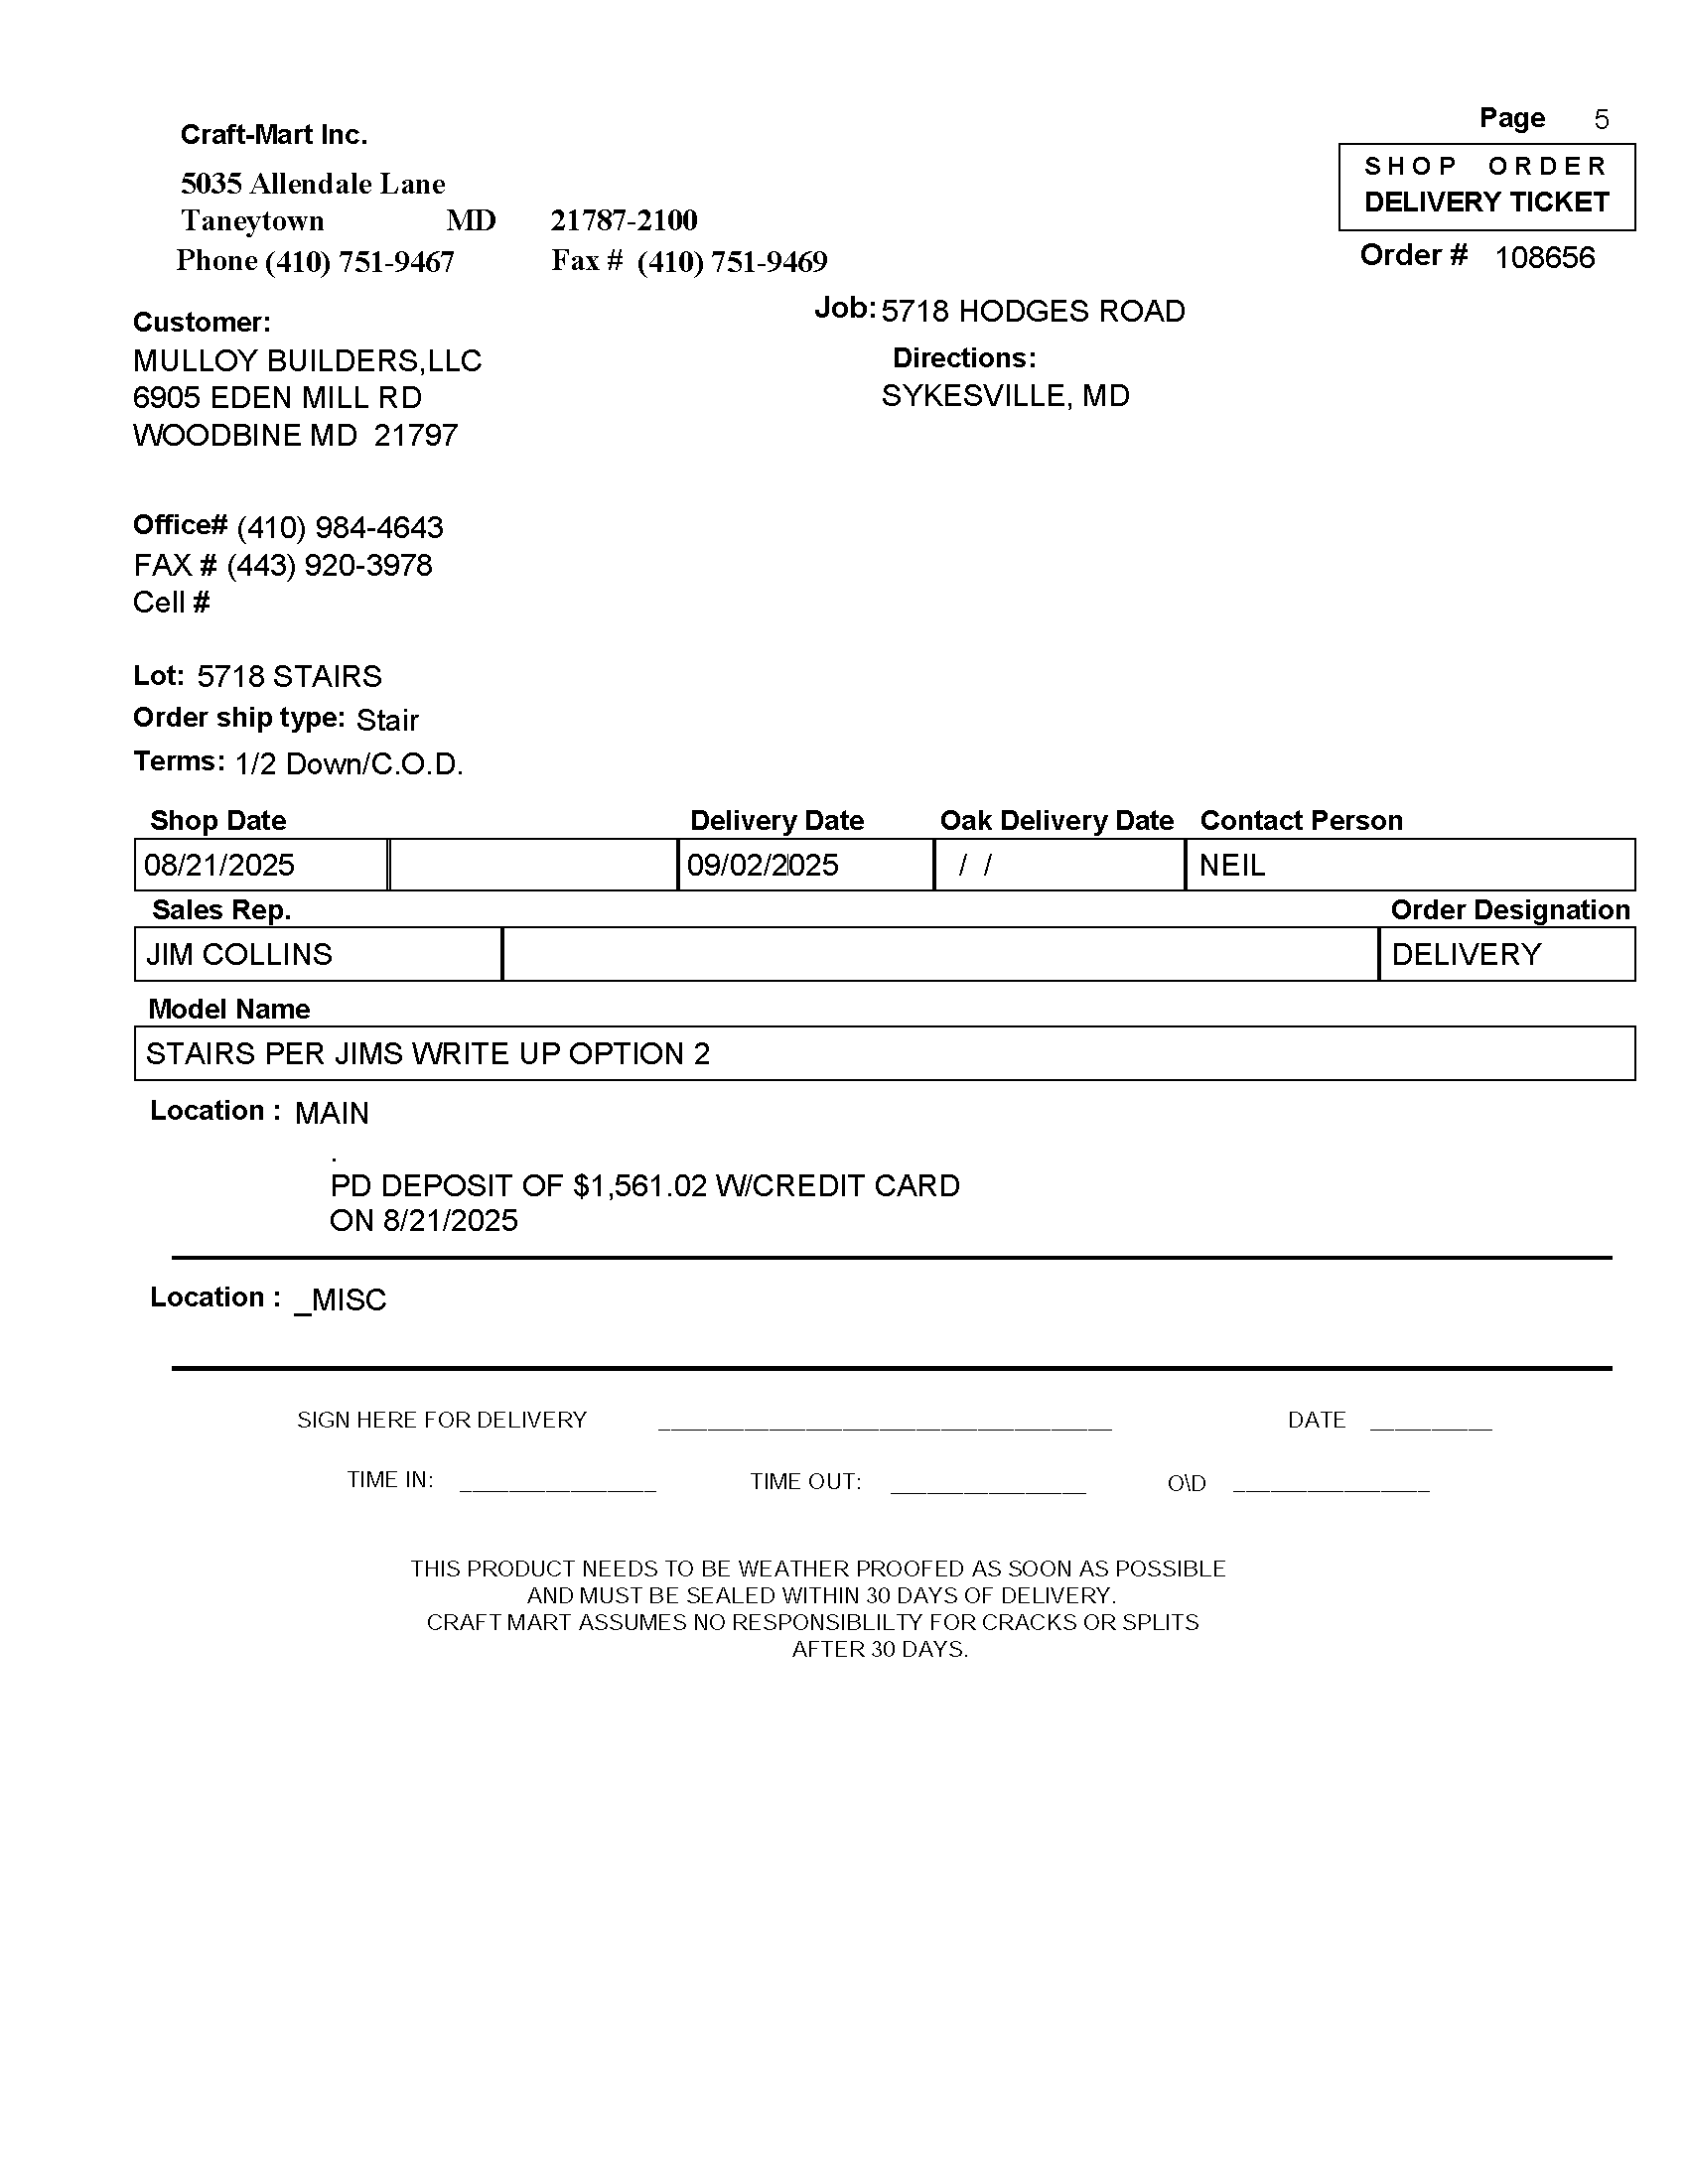 Page 5
Craft-Mart Inc.
SHOP ORDER
DELIVERY TICKET
5035 Allendale Lane
Taneytown MD 21787-2100
Phone (410) 751-9467 Fax # (410) 751-9469
Order # 108656
Job: 5718 HODGES ROAD
Customer:
MULLOY BUILDERS,LLC
6905 EDEN MILL RD
WOODBINE MD 21797
Directions:
SYKESVILLE, MD
Office# (410) 984-4643
FAX # (443) 920-3978
Cell #
Lot: 5718 STAIRS
Order ship type: Stair
Terms: 1/2 Down/C.O.D.
Shop Date Delivery Date Oak Delivery Date Contact Person
08/21/2025 09/02/2025 / / NEIL
Sales Rep. Order Designation
JIM COLLINS DELIVERY
Model Name
STAIRS PER JIMS WRITE UP OPTION 2
Location : MAIN
.
PD DEPOSIT OF $1,561.02 W/CREDIT CARD
ON 8/21/2025
Location : _MISC
SIGN HERE FOR DELIVERY ____________________ DATE __________
TIME IN: ________________ TIME OUT: ________________ O\D ________________
THIS PRODUCT NEEDS TO BE WEATHER PROOFED AS SOON AS POSSIBLE
AND MUST BE SEALED WITHIN 30 DAYS OF DELIVERY.
CRAFT MART ASSUMES NO RESPONSIBLILTY FOR CRACKS OR SPLITS
AFTER 30 DAYS.